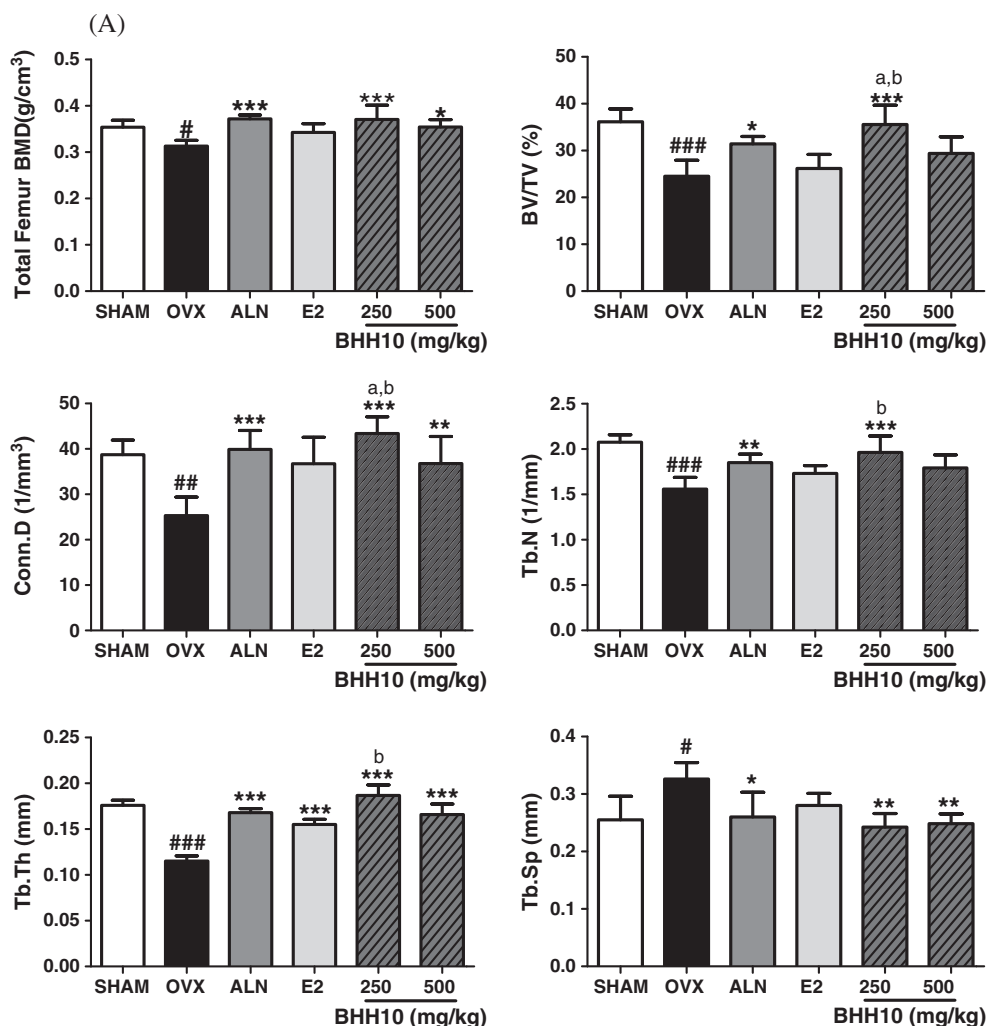 (A)
Total Femur BMD(g/cm³)
0.5
0.4
0.3
0.2
0.1
0.0
#
***
***
*
SHAM OVX ALN E2 250 500
BHH10 (mg/kg)
BV/TV (%)
50
40
30
20
10
0
###
*
a,b
***
SHAM OVX ALN E2 250 500
BHH10 (mg/kg)
Conn.D (1/mm³)
50
40
30
20
10
0
##
***
a,b
***
**
SHAM OVX ALN E2 250 500
BHH10 (mg/kg)
Tb.N (1/mm)
2.5
2.0
1.5
1.0
0.5
0.0
###
**
b
***
SHAM OVX ALN E2 250 500
BHH10 (mg/kg)
Tb.Th (mm)
0.25
0.20
0.15
0.10
0.05
0.00
###
***
***
b
***
***
SHAM OVX ALN E2 250 500
BHH10 (mg/kg)
Tb.Sp (mm)
0.4
0.3
0.2
0.1
0.0
#
*
**
**
SHAM OVX ALN E2 250 500
BHH10 (mg/kg)